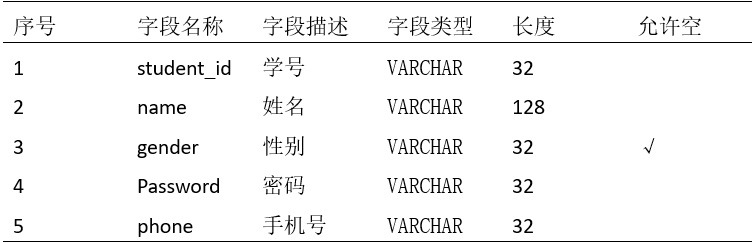 序号 字段名称 字段描述 字段类型 长度 允许空
1 student_id 学号 VARCHAR 32
2 name 姓名 VARCHAR 128
3 gender 性别 VARCHAR 32 √
4 Password 密码 VARCHAR 32
5 phone 手机号 VARCHAR 32